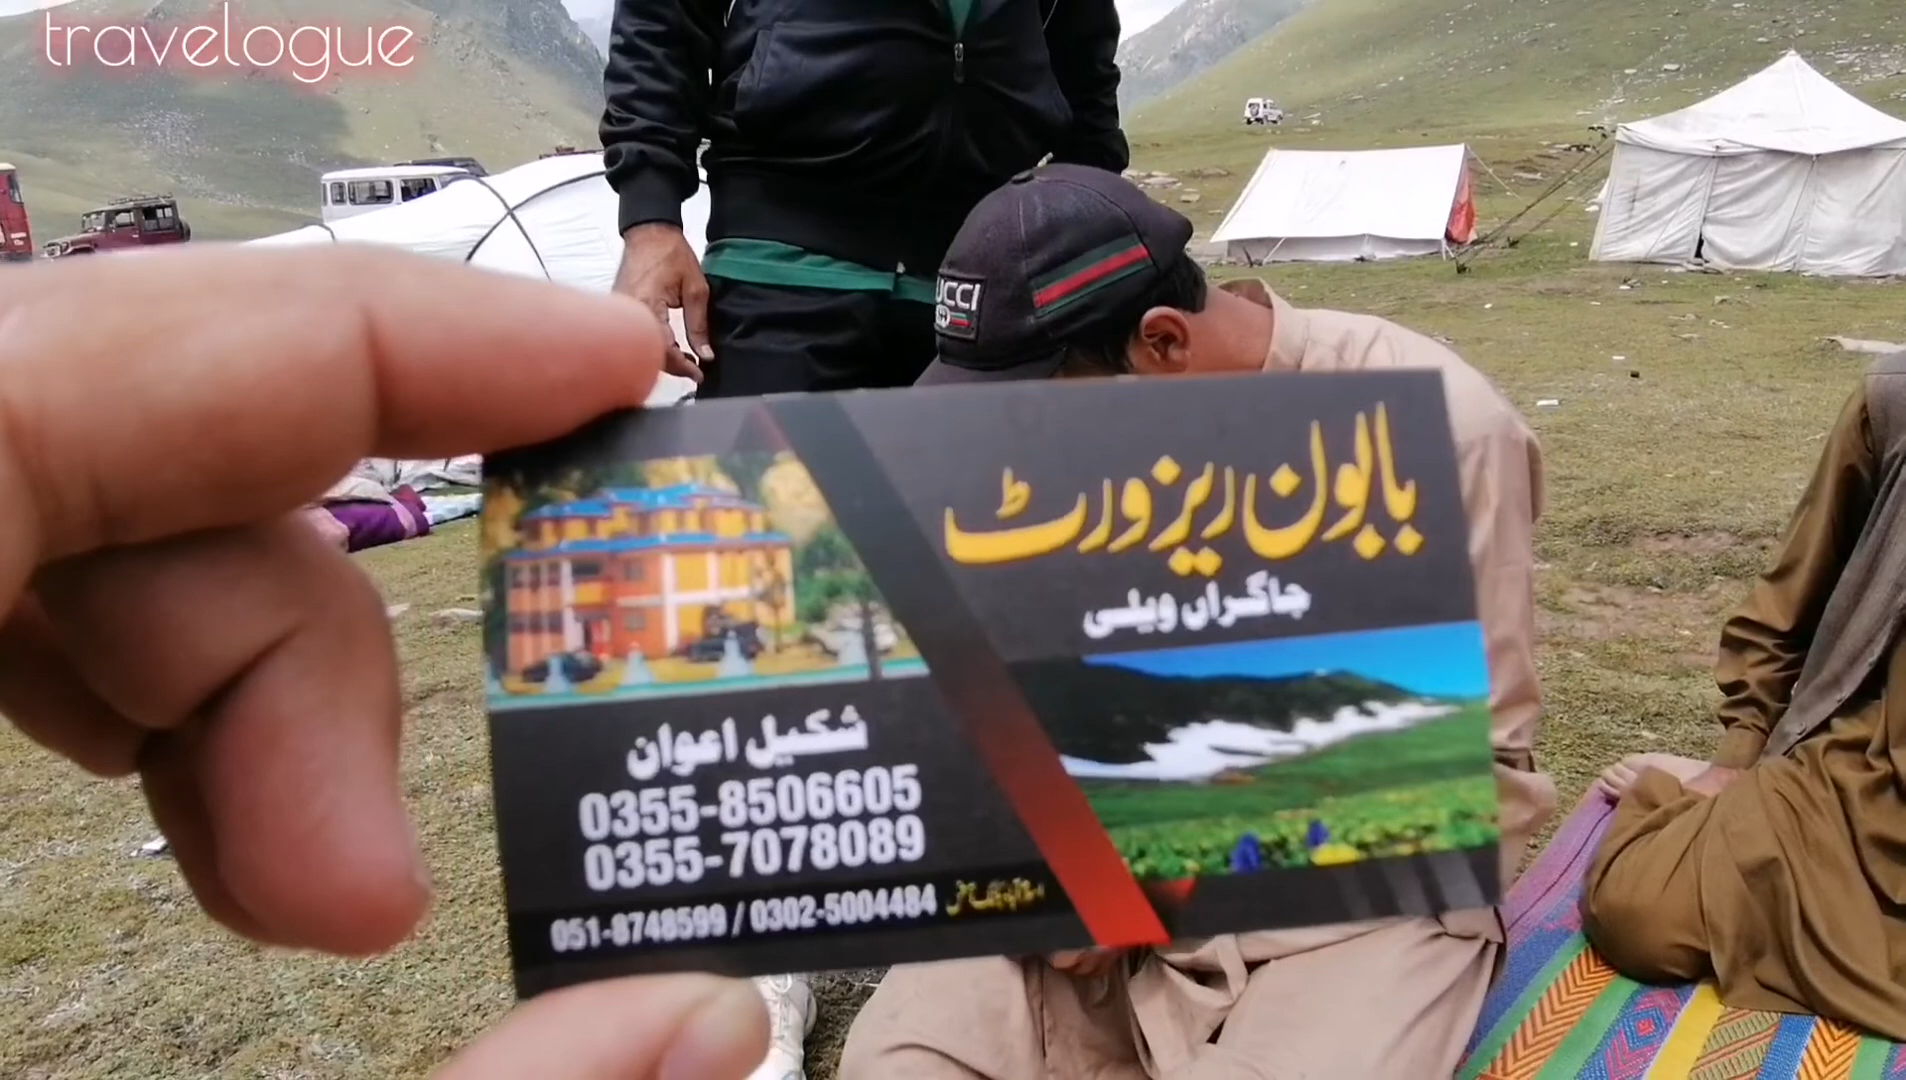 travelogue
UCCI
بابون ریزورٹ
جاگراں ویلی
شکیل اعوان
0355-8506605
0355-7078089
051-8748599 / 0302-5004484